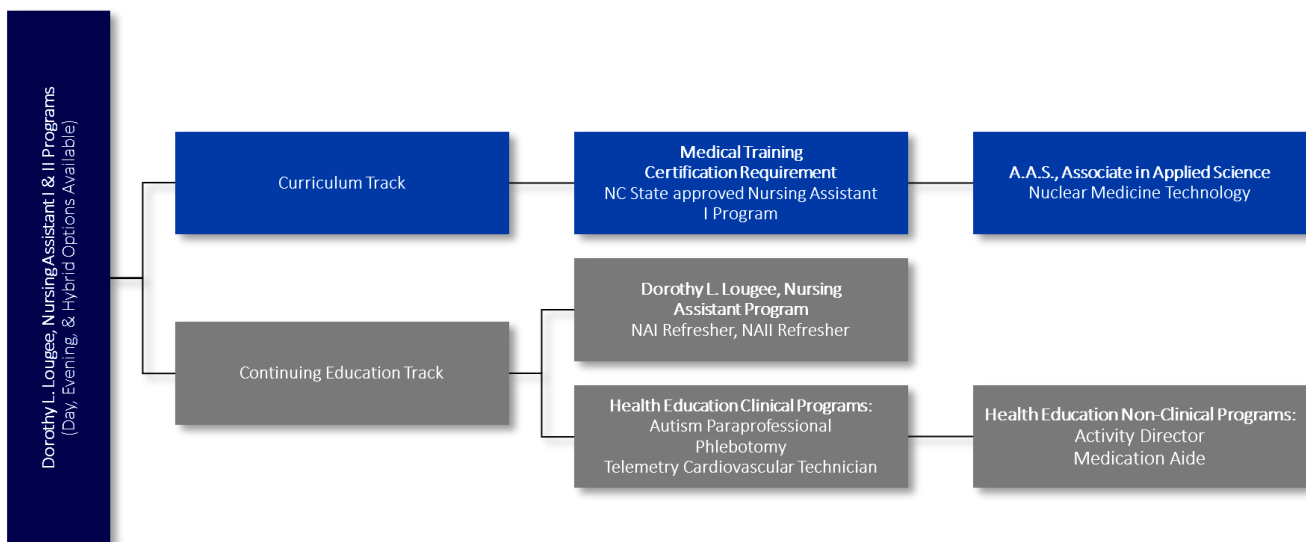 Dorothy L. Lougee, Nursing Assistant I & II Programs
(Day, Evening, & Hybrid Options Available)
Curriculum Track
Medical Training
Certification Requirement
NC State approved Nursing Assistant
I Program
A.A.S., Associate in Applied Science
Nuclear Medicine Technology
Continuing Education Track
Dorothy L. Lougee, Nursing
Assistant Program
NAI Refresher, NAII Refresher
Health Education Clinical Programs:
Autism Paraprofessional
Phlebotomy
Telemetry Cardiovascular Technician
Health Education Non-Clinical Programs:
Activity Director
Medication Aide